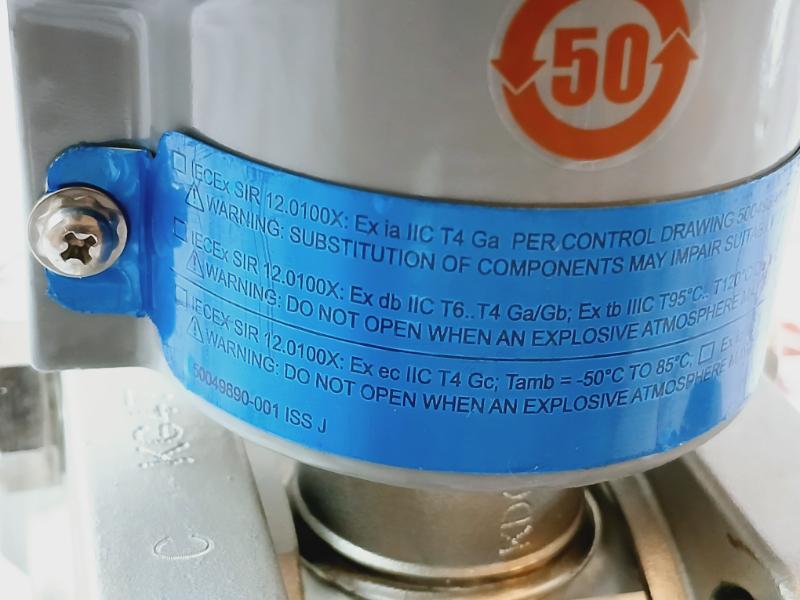 50
IECEx SIR 12.0100X: Ex ia IIC T4 Ga PER CONTROL DRAWING
WARNING: SUBSTITUTION OF COMPONENTS MAY IMPAIR
IECEx SIR 12.0100X: Ex db IIC T6..T4 Ga/Gb; Ex tb IIIC T95°C.. T120°C
WARNING: DO NOT OPEN WHEN AN EXPLOSIVE ATMOSPHERE
IECEX SIR 12.0100X: Ex ec IIC T4 Gc; Tamb = -50°C TO 85°C; Ex
WARNING: DO NOT OPEN WHEN AN EXPLOSIVE ATMOSPHERE
50049890-001 ISS J
C